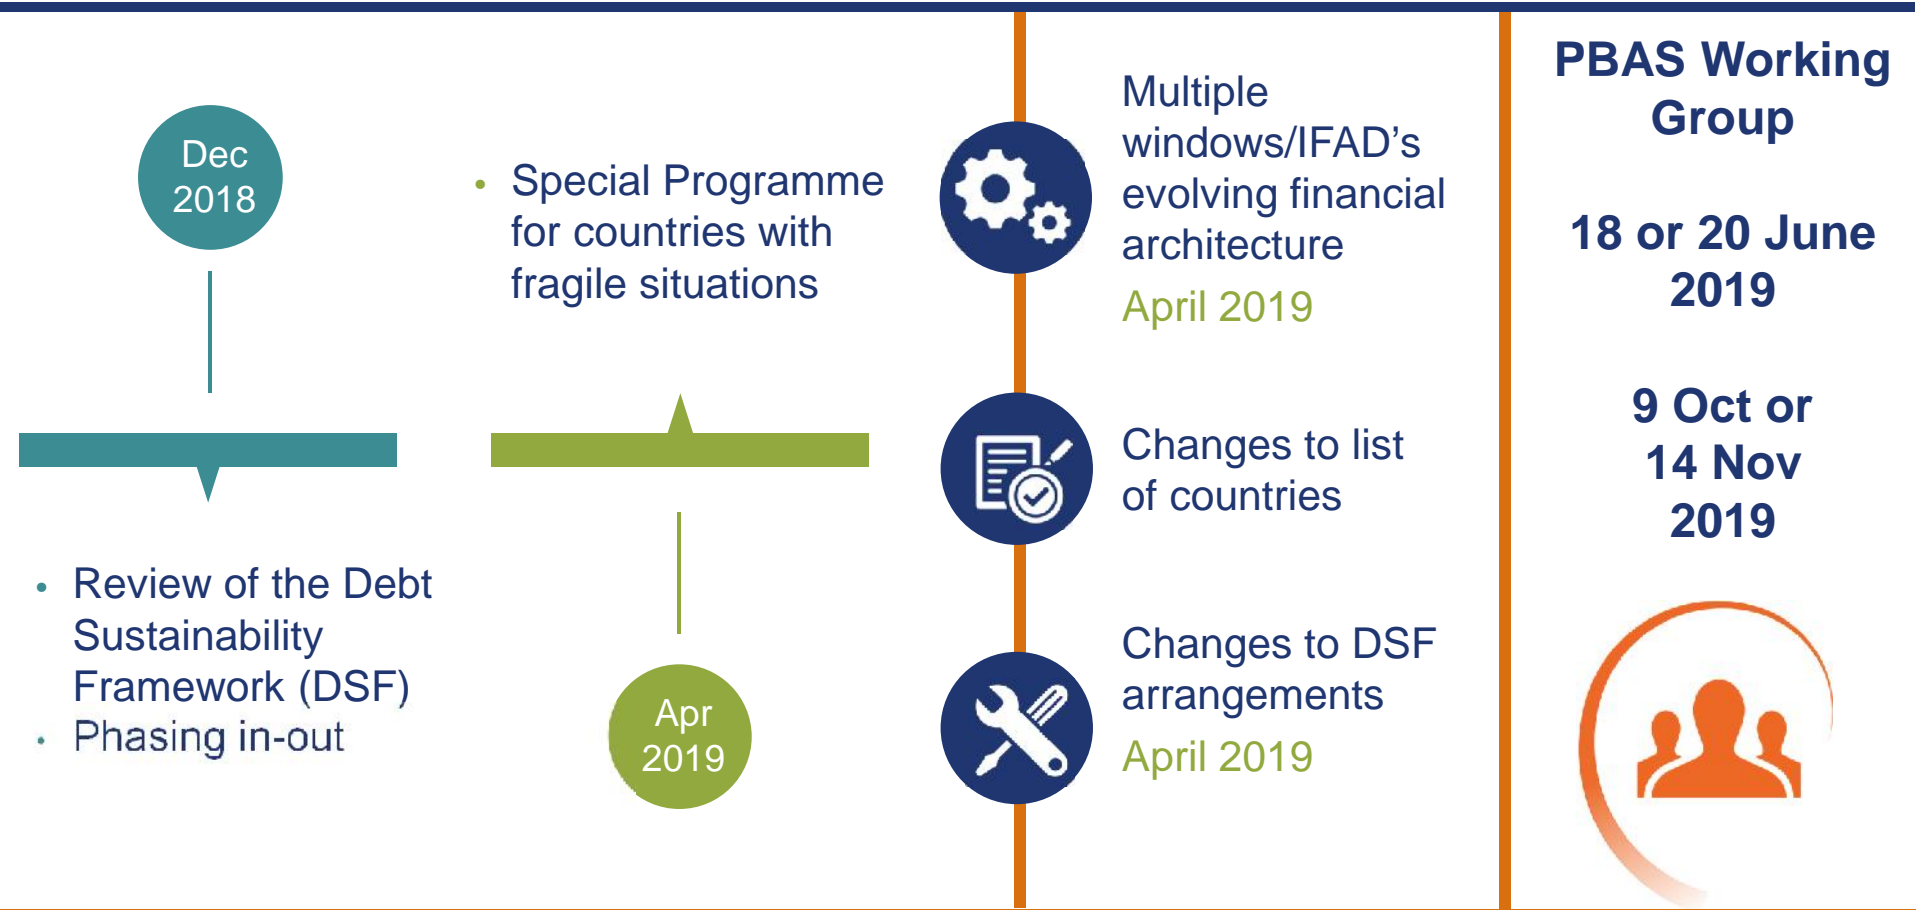 Dec
2018
• Review of the Debt
Sustainability
Framework (DSF)
• Phasing in-out
• Special Programme
for countries with
fragile situations
Apr
2019
Multiple
windows/IFAD’s
evolving financial
architecture
April 2019
Changes to list
of countries
Changes to DSF
arrangements
April 2019
PBAS Working
Group
18 or 20 June
2019
9 Oct or
14 Nov
2019